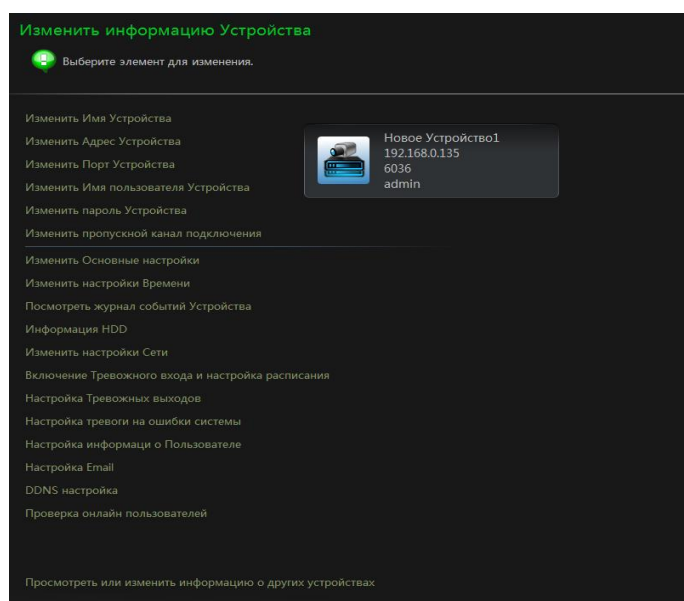 Изменить информацию Устройства
Выберите элемент для изменения.
Изменить Имя Устройства
Изменить Адрес Устройства
Изменить Порт Устройства
Изменить Имя пользователя Устройства
Изменить пароль Устройства
Изменить пропускной канал подключения
Новое Устройство1
192.168.0.135
6036
admin
Изменить Основные настройки
Изменить настройки Времени
Посмотреть журнал событий Устройства
Информация HDD
Изменить настройки Сети
Включение Тревожного входа и настройка расписания
Настройка Тревожных выходов
Настройка тревоги на ошибки системы
Настройка информаци о Пользователе
Настройка Email
DDNS настройка
Проверка онлайн пользователей
Просмотреть или изменить информацию о других устройствах